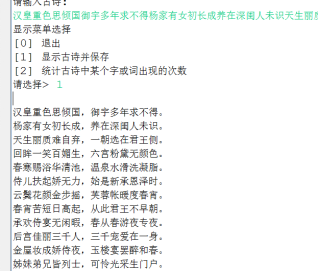 请输入古诗:
汉皇重色思倾国御宇多年求不得杨家有女初长成养在深闺人未识天生丽
显示菜单选择
[0] 退出
[1] 显示古诗并保存
[2] 统计古诗中某个字或词出现的次数
请选择> 1
汉皇重色思倾国，御宇多年求不得。
杨家有女初长成，养在深闺人未识。
天生丽质难自弃，一朝选在君王侧。
回眸一笑百媚生，六宫粉黛无颜色。
春寒赐浴华清池，温泉水滑洗凝脂。
侍儿扶起娇无力，始是新承恩泽时。
云鬓花颜金步摇，芙蓉帐暖度春宵。
春宵苦短日高起，从此君王不早朝。
承欢侍宴无闲暇，春从春游夜专夜。
后宫佳丽三千人，三千宠爱在一身。
金屋妆成娇侍夜，玉楼宴罢醉和春。
姊妹弟兄皆列士，可怜光采生门户。